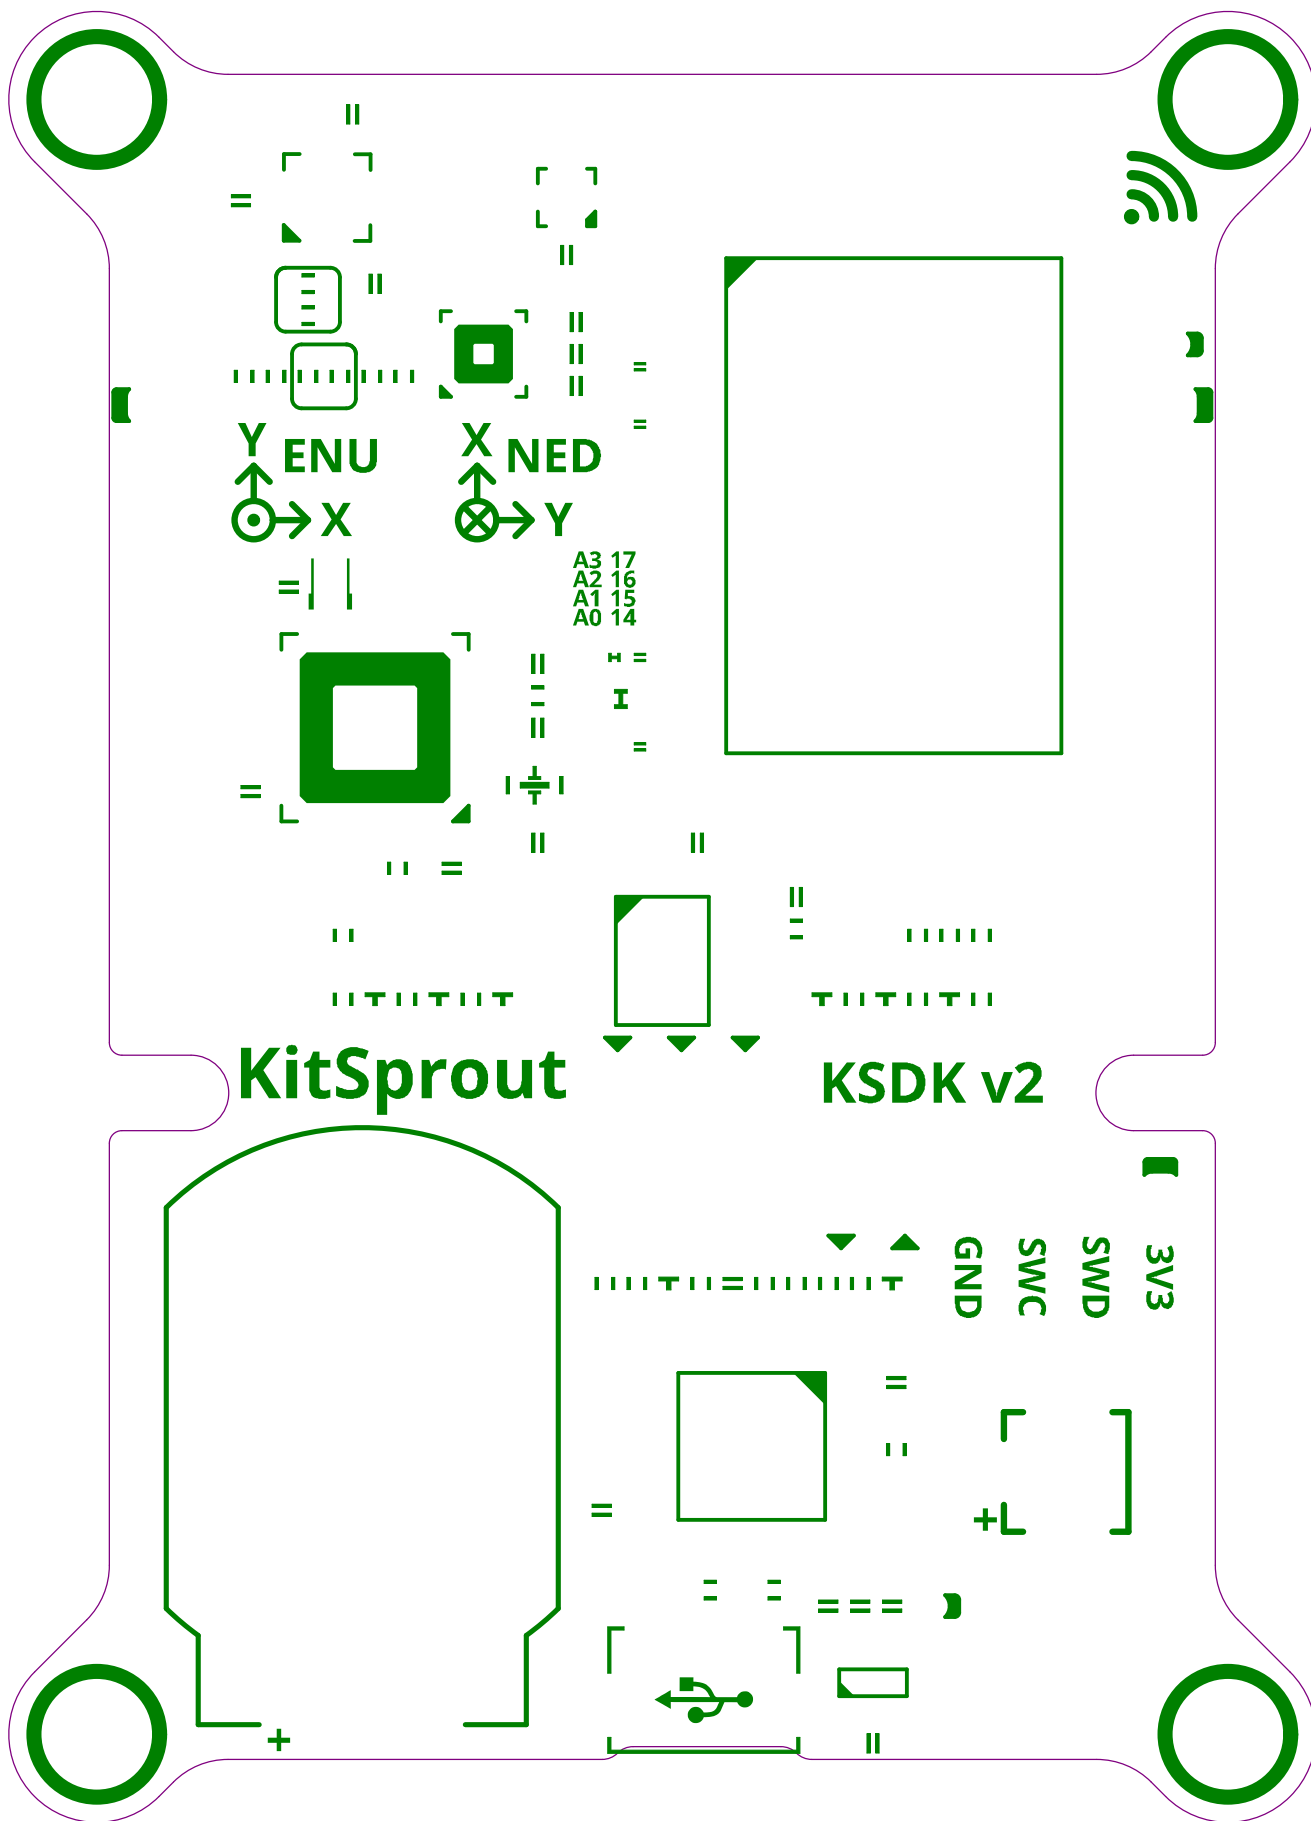 Y
ENU
X
X
NED
Y
A3 17
A2 16
A1 15
A0 14
KitSprout
KSDK v2
GND
SWC
SWD
3V3
+
+